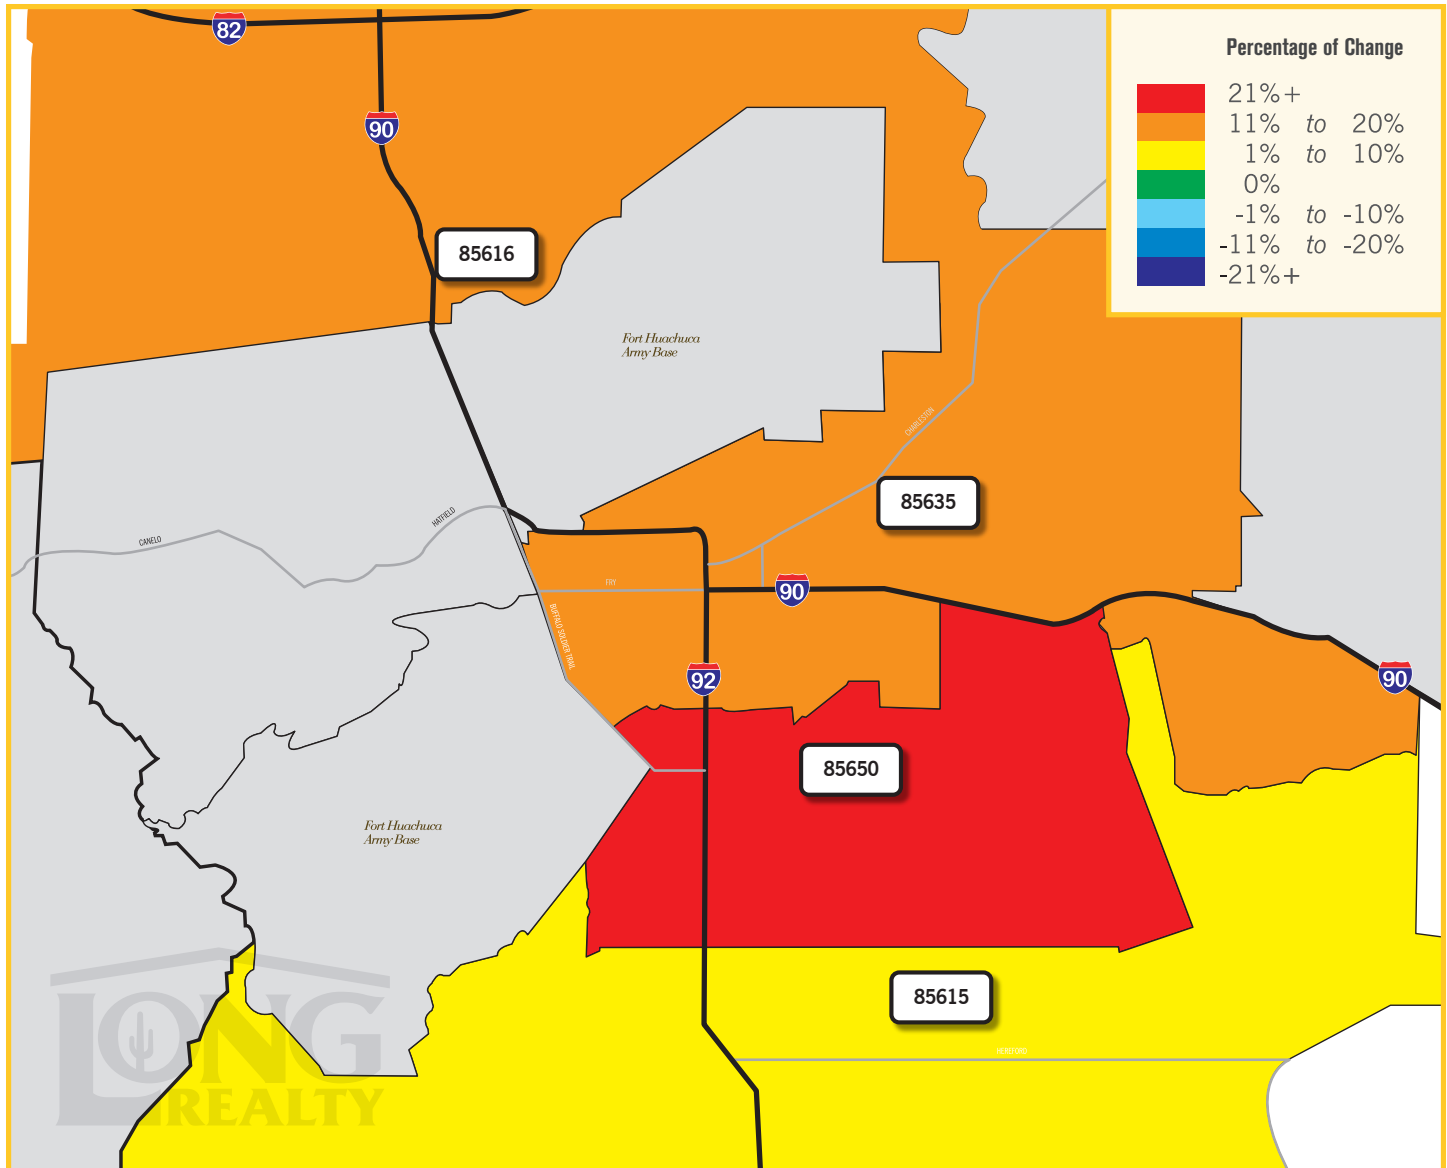 82
Percentage of Change
21%+
11% to 20%
1% to 10%
0%
-1% to -10%
-11% to -20%
-21%+
90
85616
Fort Huachuca
Army Base
CHARLESTON
85635
HATFIELD
CANELO
FRY
90
BUFFALO SOLDIER TRAIL
92
90
85650
Fort Huachuca
Army Base
85615
HEREFORD
LONG
REALTY